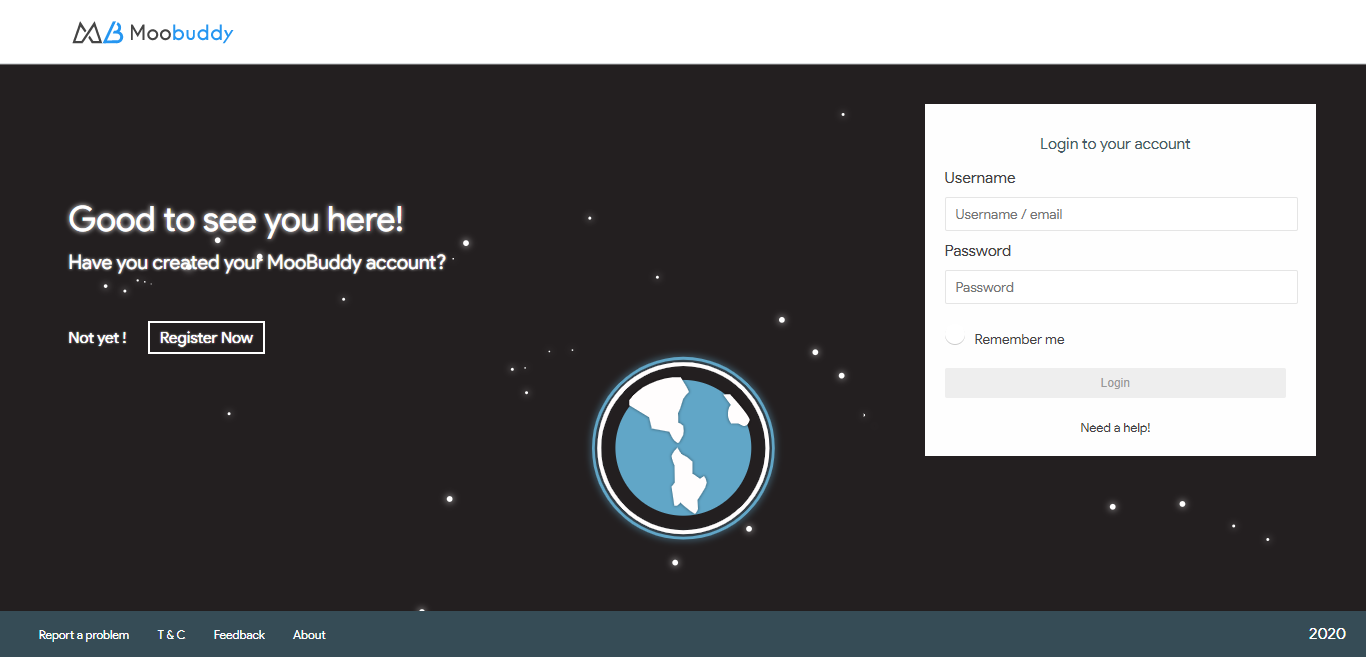 MB Moobuddy
Good to see you here!
Have you created your MooBuddy account?
Not yet ! Register Now
Login to your account
Username
Username / email
Password
Password
Remember me
Login
Need a help!
Report a problem T & C Feedback About 2020